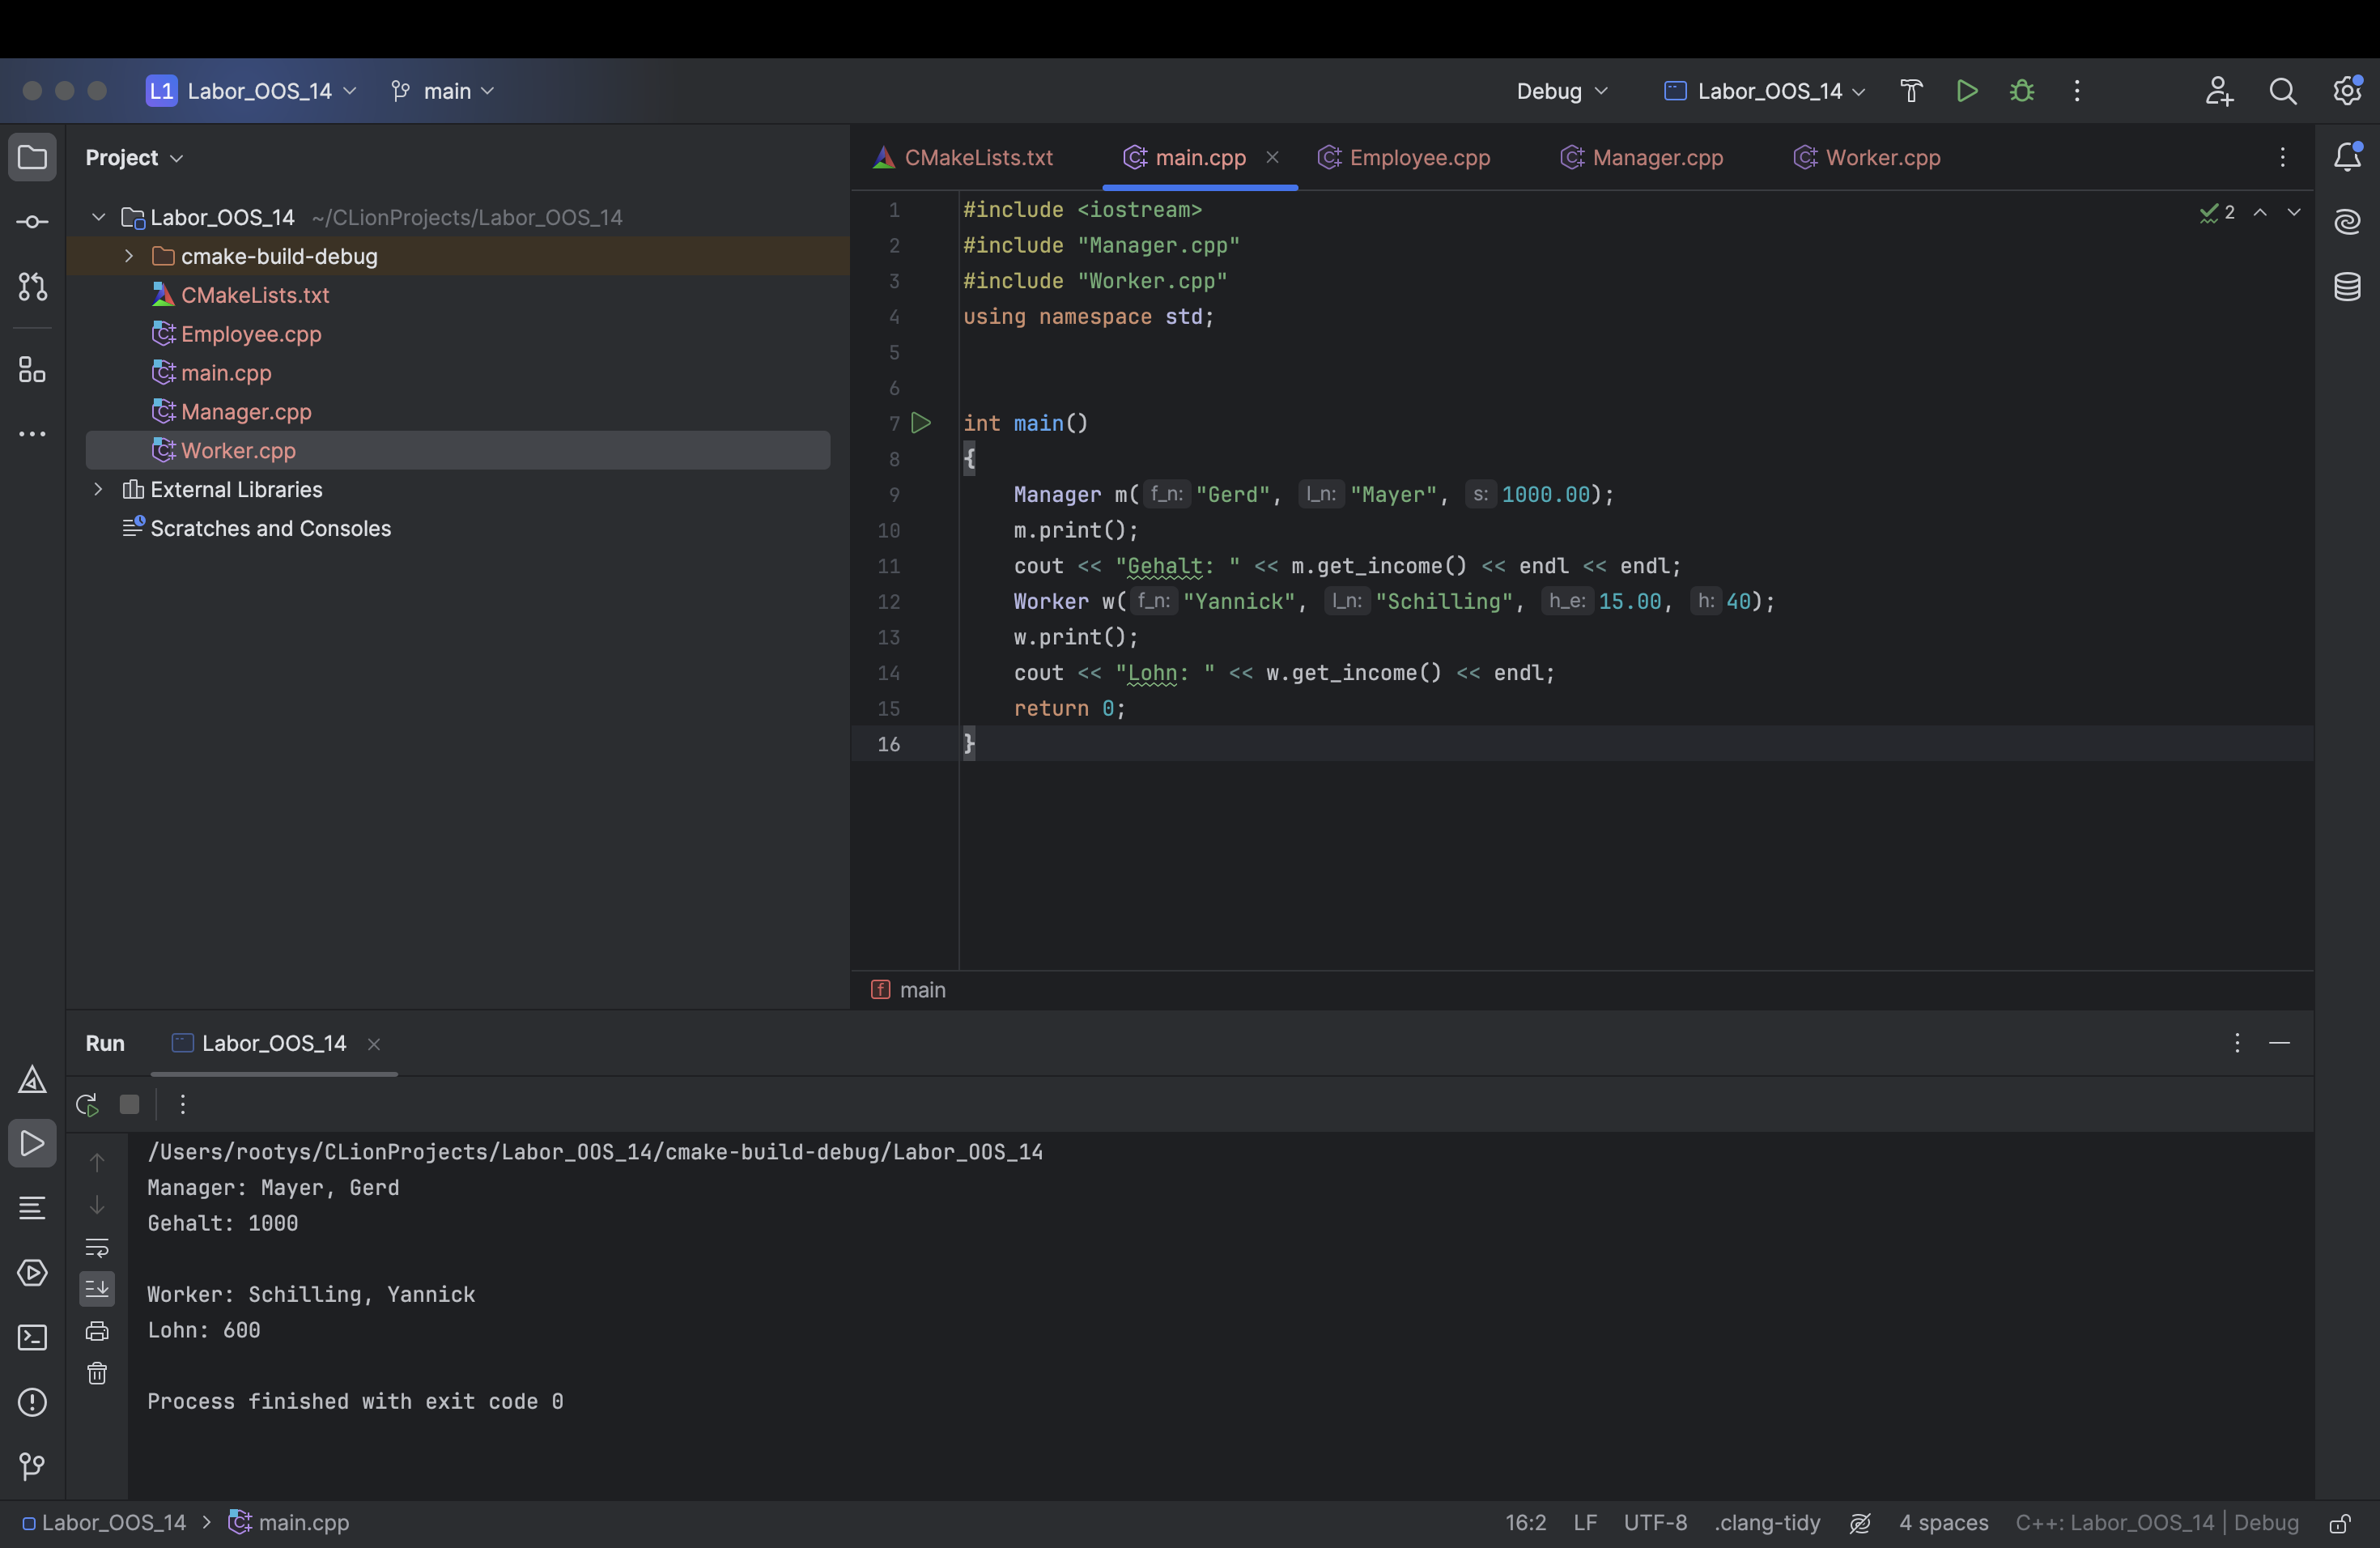 L1 Labor_OOS_14 main Debug Labor_OOS_14
Project
Labor_OOS_14 ~/CLionProjects/Labor_OOS_14
cmake-build-debug
CMakeLists.txt
Employee.cpp
main.cpp
Manager.cpp
Worker.cpp
External Libraries
Scratches and Consoles
CMakeLists.txt main.cpp Employee.cpp Manager.cpp Worker.cpp
1 #include <iostream> 2
2 #include "Manager.cpp"
3 #include "Worker.cpp"
4 using namespace std;
5
6
7 int main()
8 {
9 Manager m( f_n: "Gerd", l_n: "Mayer", s: 1000.00);
10 m.print();
11 cout << "Gehalt: " << m.get_income() << endl << endl;
12 Worker w( f_n: "Yannick", l_n: "Schilling", h_e: 15.00, h: 40);
13 w.print();
14 cout << "Lohn: " << w.get_income() << endl;
15 return 0;
16 }
f main
Run Labor_OOS_14
/Users/rootys/CLionProjects/Labor_OOS_14/cmake-build-debug/Labor_OOS_14
Manager: Mayer, Gerd
Gehalt: 1000
Worker: Schilling, Yannick
Lohn: 600
Process finished with exit code 0
Labor_OOS_14 > main.cpp 16:2 LF UTF-8 .clang-tidy 4 spaces C++: Labor_OOS_14 | Debug